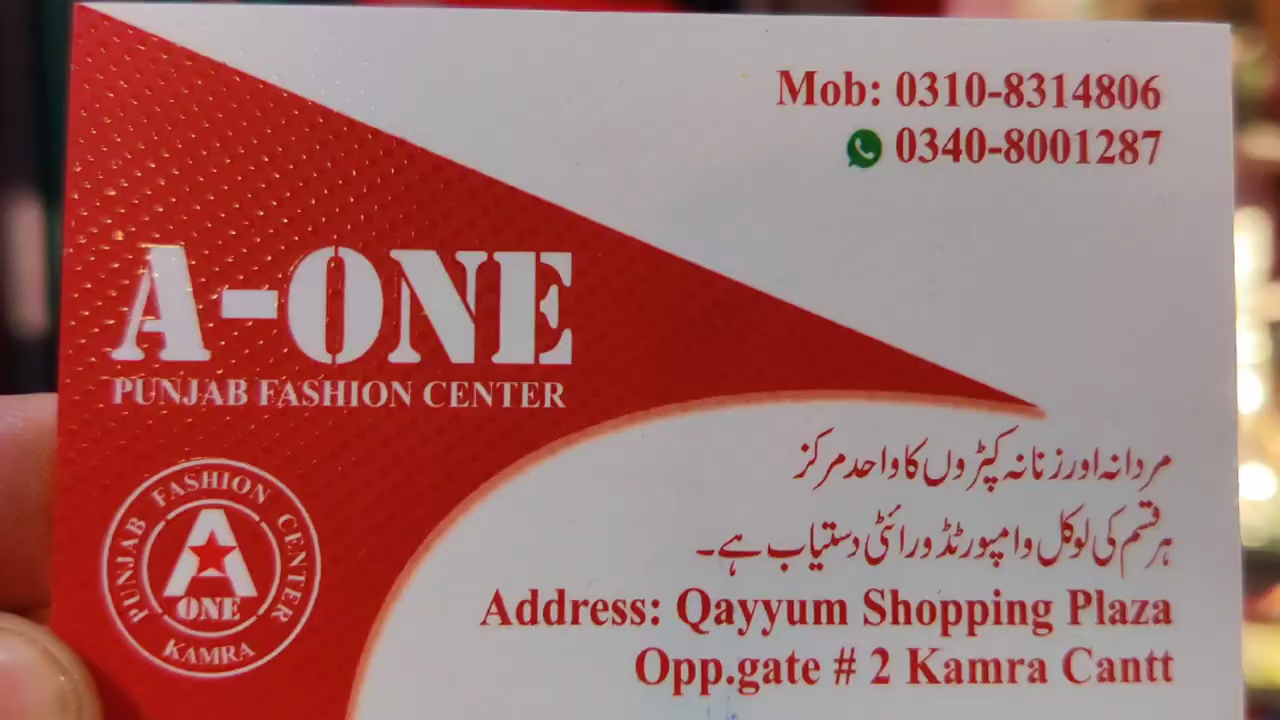 Mob: 0310-8314806
0340-8001287
A-ONE
PUNJAB FASHION CENTER
مردانہ اور زنانہ کپڑوں کا واحد مرکز
ہر قسم کی لوکل و امپورٹڈ ورائٹی دستیاب ہے۔
PUNJAB FASHION CENTER
A
ONE
KAMRA
Address: Qayyum Shopping Plaza
Opp.gate # 2 Kamra Cantt